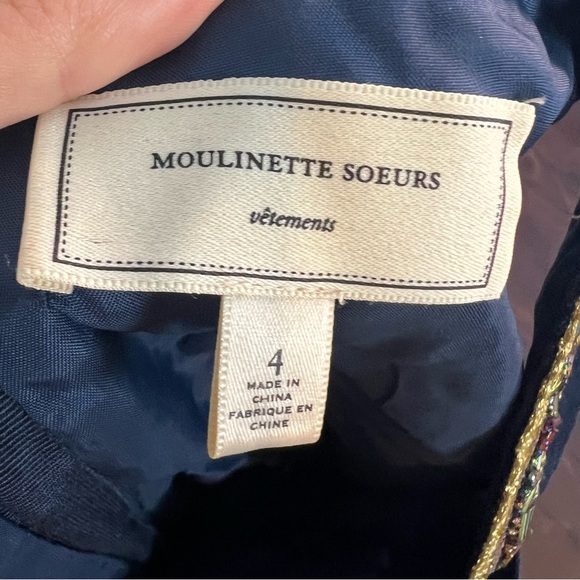 MOULINETTE SOEURS
vêtements
4
MADE IN
CHINA
FABRIQUE EN
CHINE